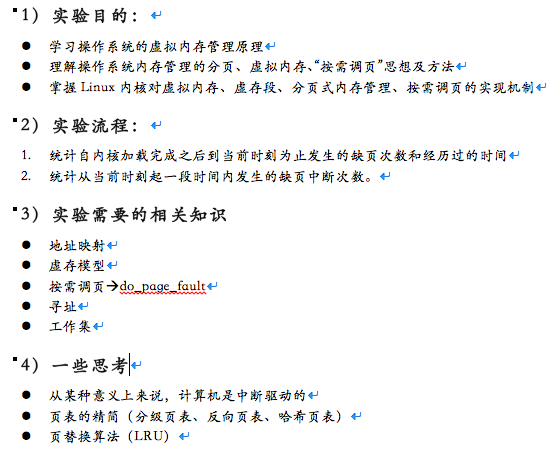 1）实验目的：
● 学习操作系统的虚拟内存管理原理
● 理解操作系统内存管理的分页、虚拟内存、“按需调页”思想及方法
● 掌握 Linux 内核对虚拟内存、虚存段、分页式内存管理、按需调页的实现机制
2）实验流程：
1. 统计自内核加载完成之后到当前时刻为止发生的缺页次数和经历过的时间
2. 统计从当前时刻起一段时间内发生的缺页中断次数。
3）实验需要的相关知识
● 地址映射
● 虚存模型
● 按需调页→do_page_fault
● 寻址
● 工作集
4）一些思考
● 从某种意义上来说，计算机是中断驱动的
● 页表的精简（分级页表、反向页表、哈希页表）
● 页替换算法（LRU）